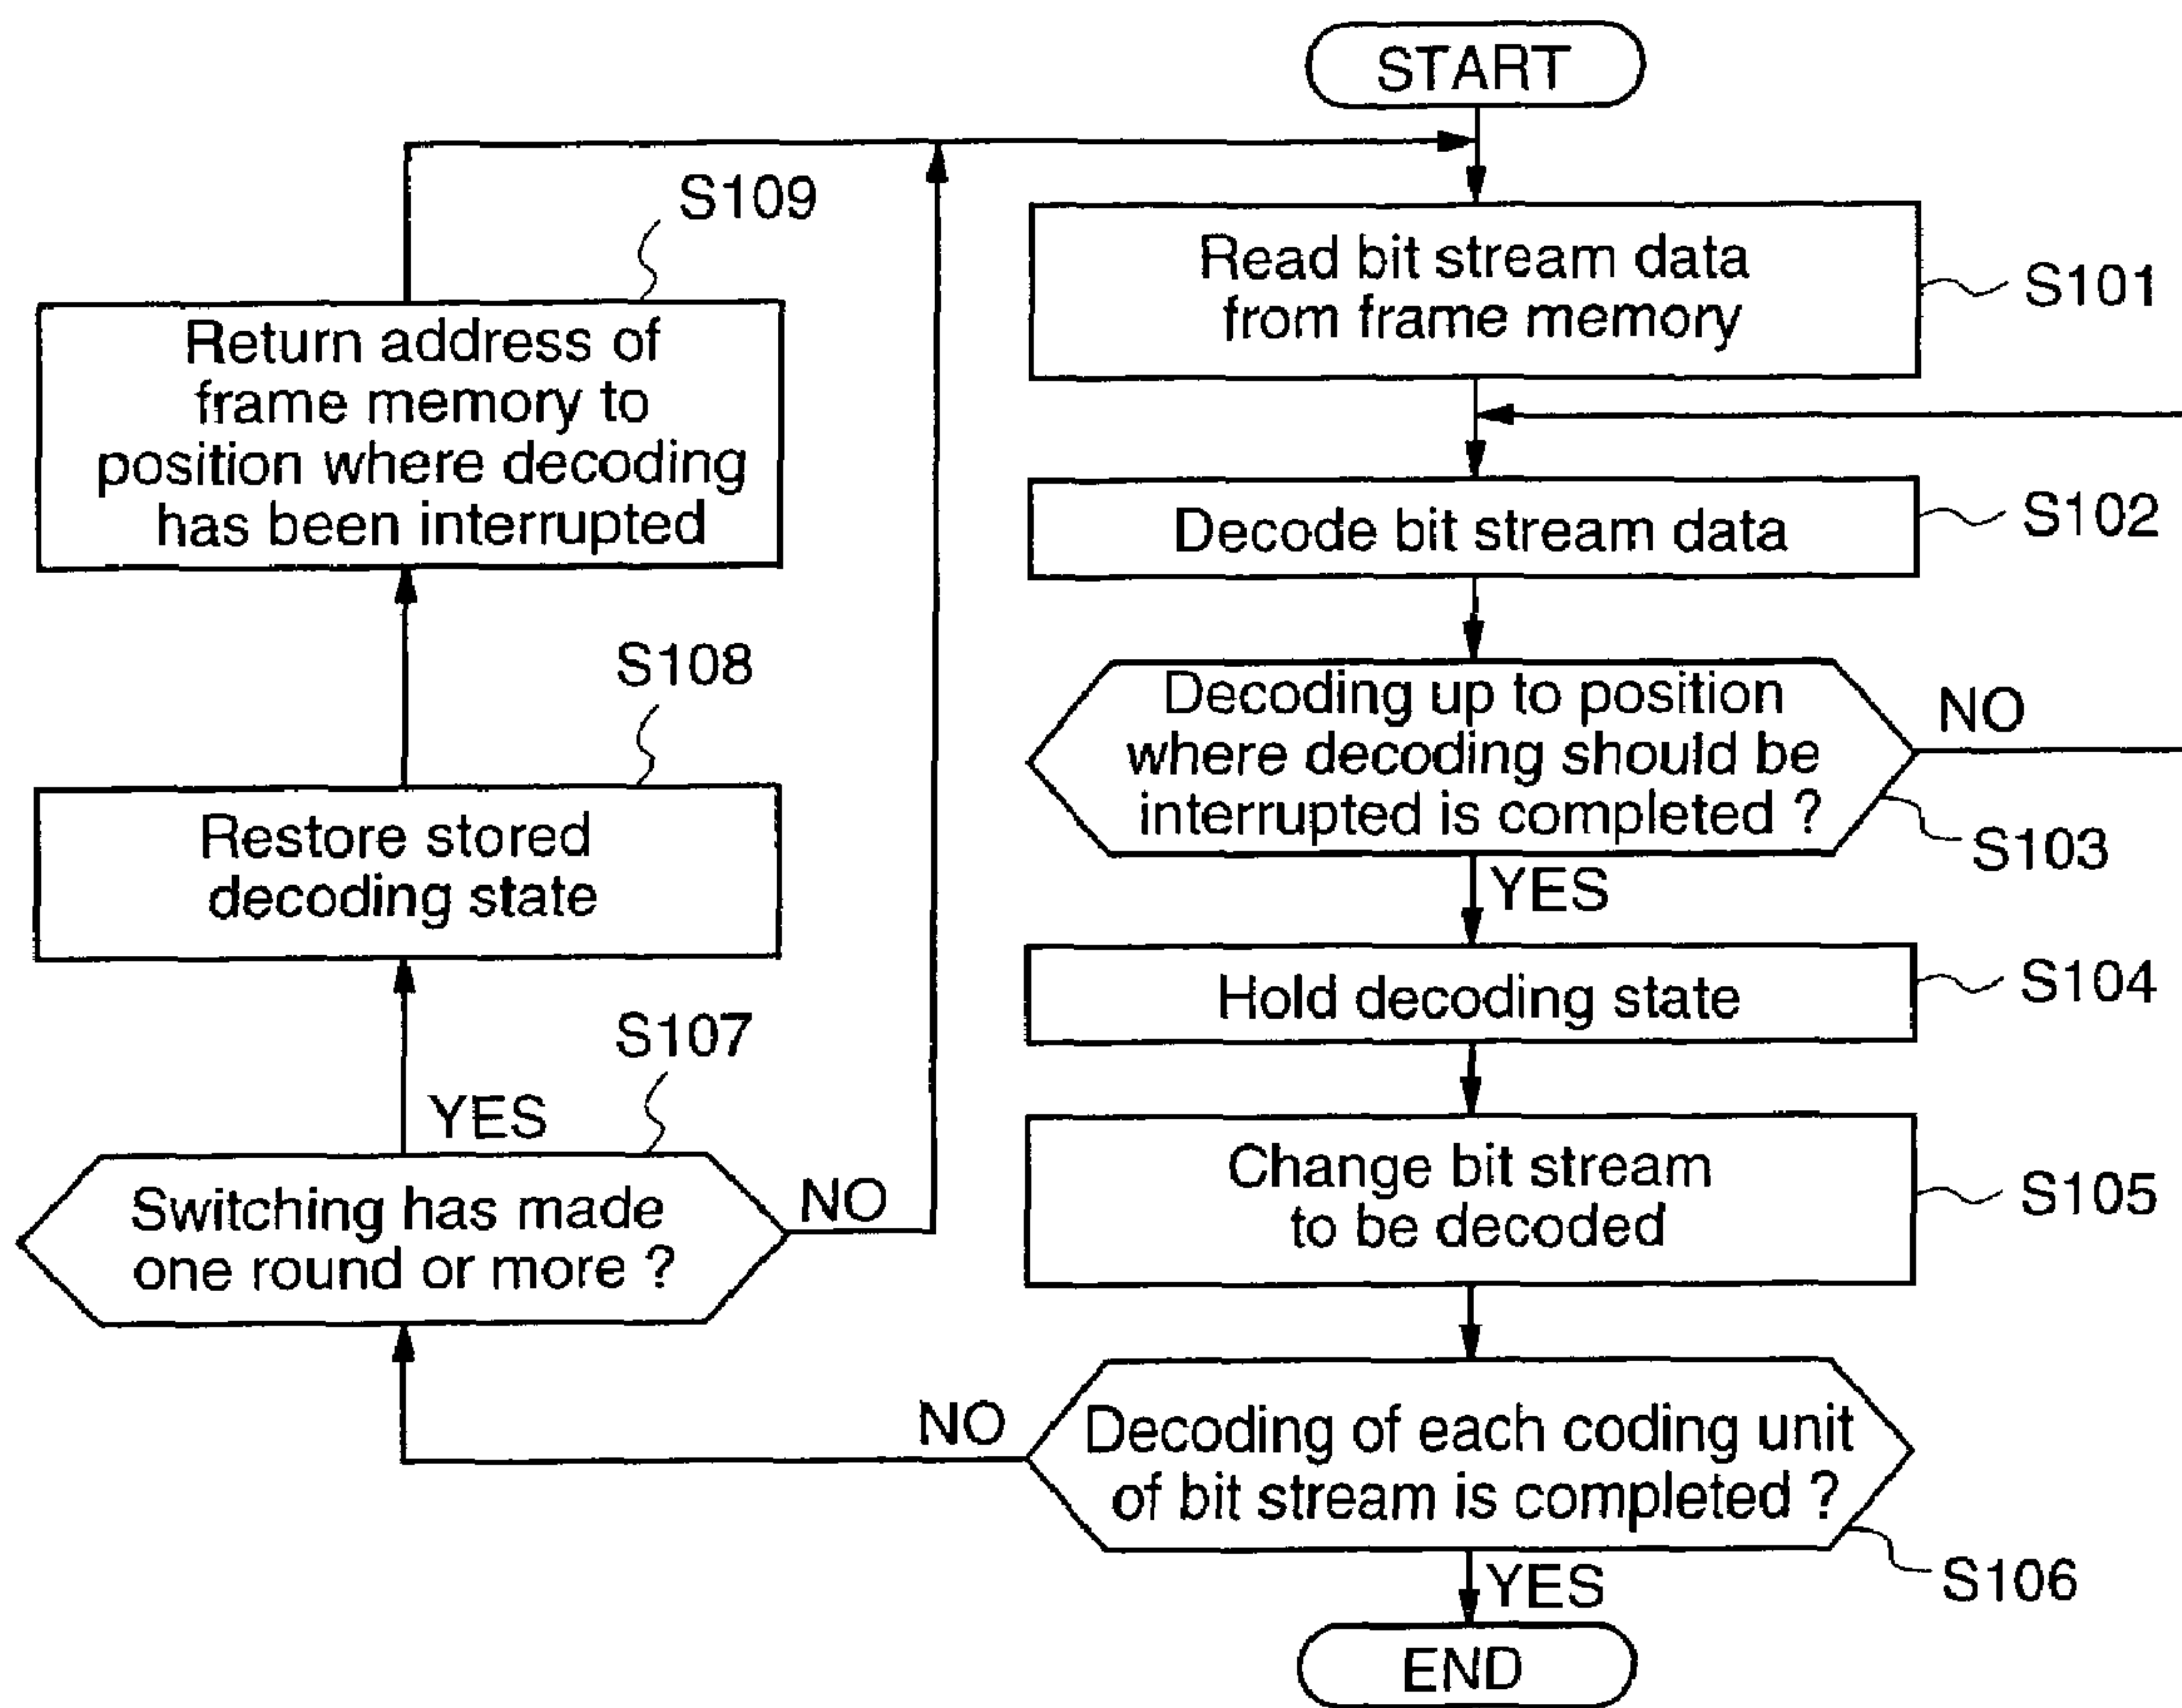 START
Read bit stream data
from frame memory
S101
Decode bit stream data
S102
Decoding up to position
where decoding should be
interrupted is completed ?
NO
S103
YES
Hold decoding state
S104
Change bit stream
to be decoded
S105
Decoding of each coding unit
of bit stream is completed ?
NO
S106
YES
END
Switching has made
one round or more ?
S107
NO
YES
Restore stored
decoding state
S108
Return address of
frame memory to
position where decoding
has been interrupted
S109